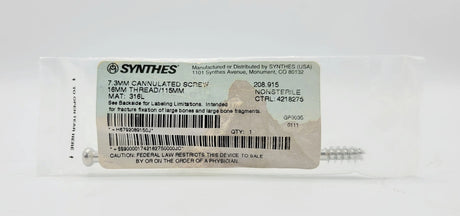 SYNTHES®
Manufactured or Distributed by SYNTHES (USA)
1101 Synthes Avenue, Monument, CO 80132
7.3MM CANNULATED SCREW
16MM THREAD/115MM
MAT: 316L
208.915
NONSTERILE
CTRL: 4218275
See Backside for Labeling Limitations. Intended
for fracture fixation of large bones and large bone fragments.
GP0035
0111
QTY: 1
CAUTION: FEDERAL LAW RESTRICTS THIS DEVICE TO SALE
BY OR ON THE ORDER OF A PHYSICIAN.